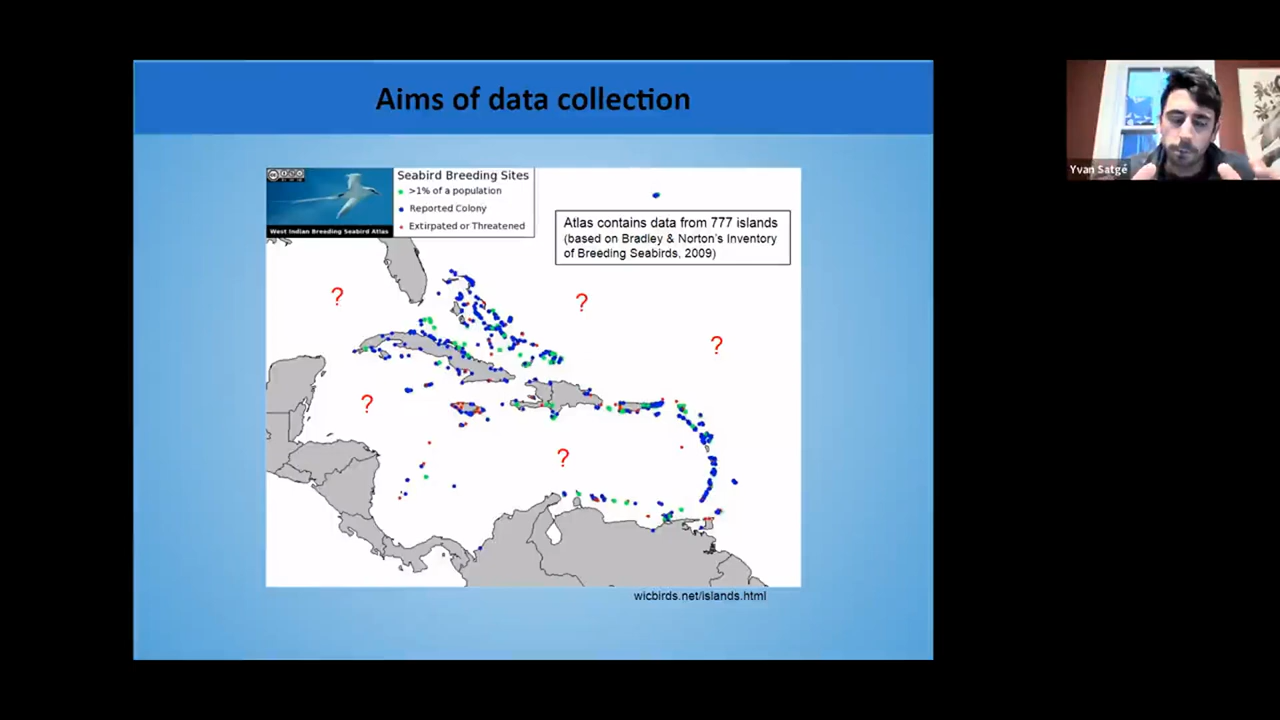 Aims of data collection
Seabird Breeding Sites
>1% of a population
Reported Colony
Extirpated or Threatened
West Indian Breeding Seabird Atlas
Atlas contains data from 777 islands
(based on Bradley & Norton's Inventory
of Breeding Seabirds, 2009)
?
?
?
?
?
wicbirds.net/islands.html
Yvan Satgé